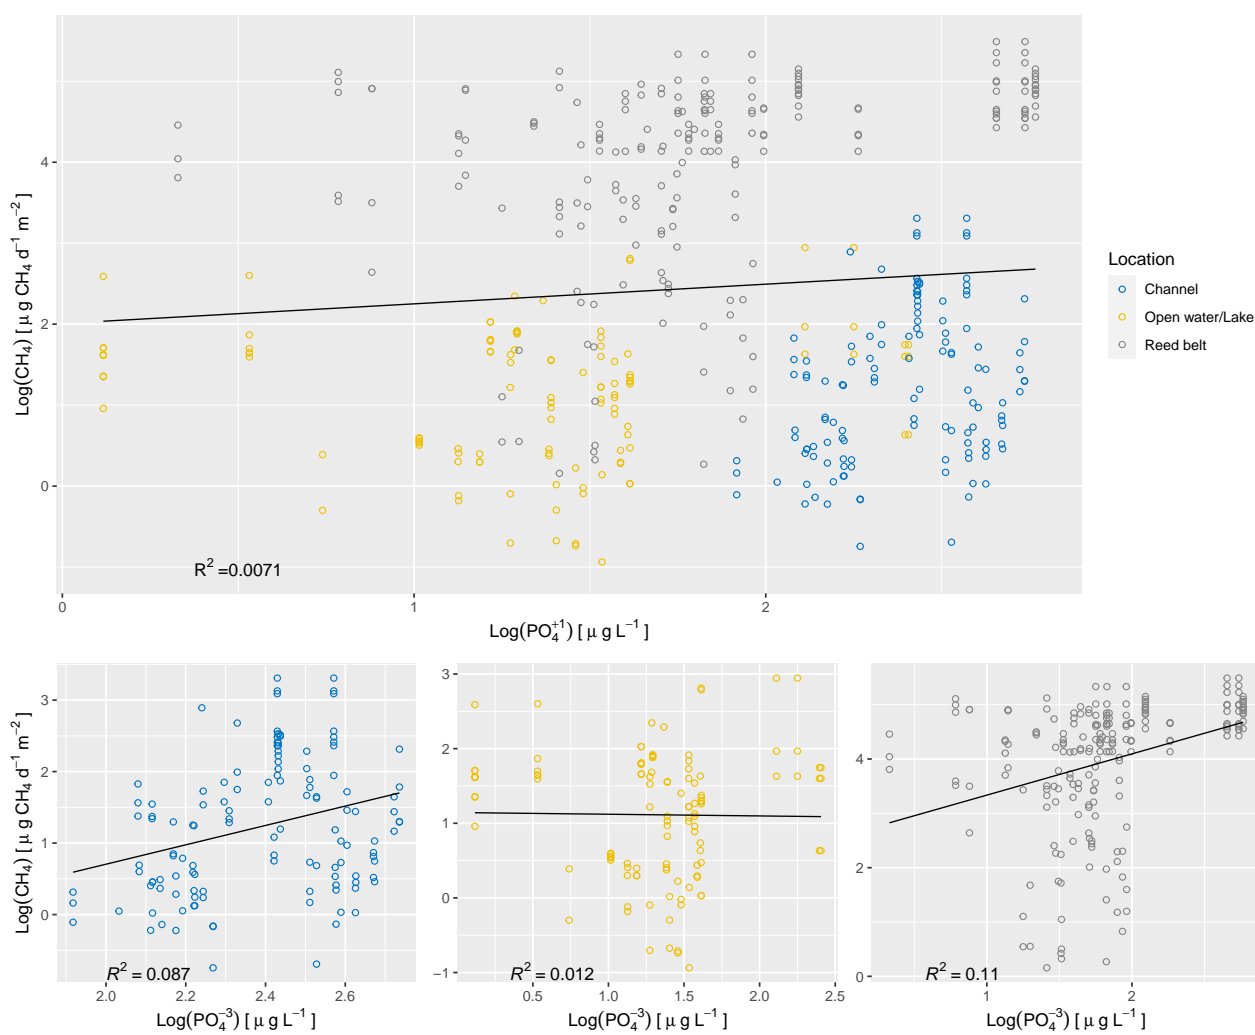 Log(CH₄) [ μ g CH₄ d⁻¹ m⁻²]
4
2
0
R² =0.0071
0
1
2
Log(PO₄⁺¹) [ μ g L⁻¹]
Location
Channel
Open water/Lake
Reed belt
Log(CH₄) [ μ g CH₄ d⁻¹ m⁻²]
3
2
1
0
R² = 0.087
2.0
2.2
2.4
2.6
Log(PO₄⁻³) [ μ g L⁻¹]
3
2
1
0
−1
R² = 0.012
0.5
1.0
1.5
2.0
2.5
Log(PO₄⁻³) [ μ g L⁻¹]
4
2
0
R² = 0.11
1
2
Log(PO₄⁻³) [ μ g L⁻¹]